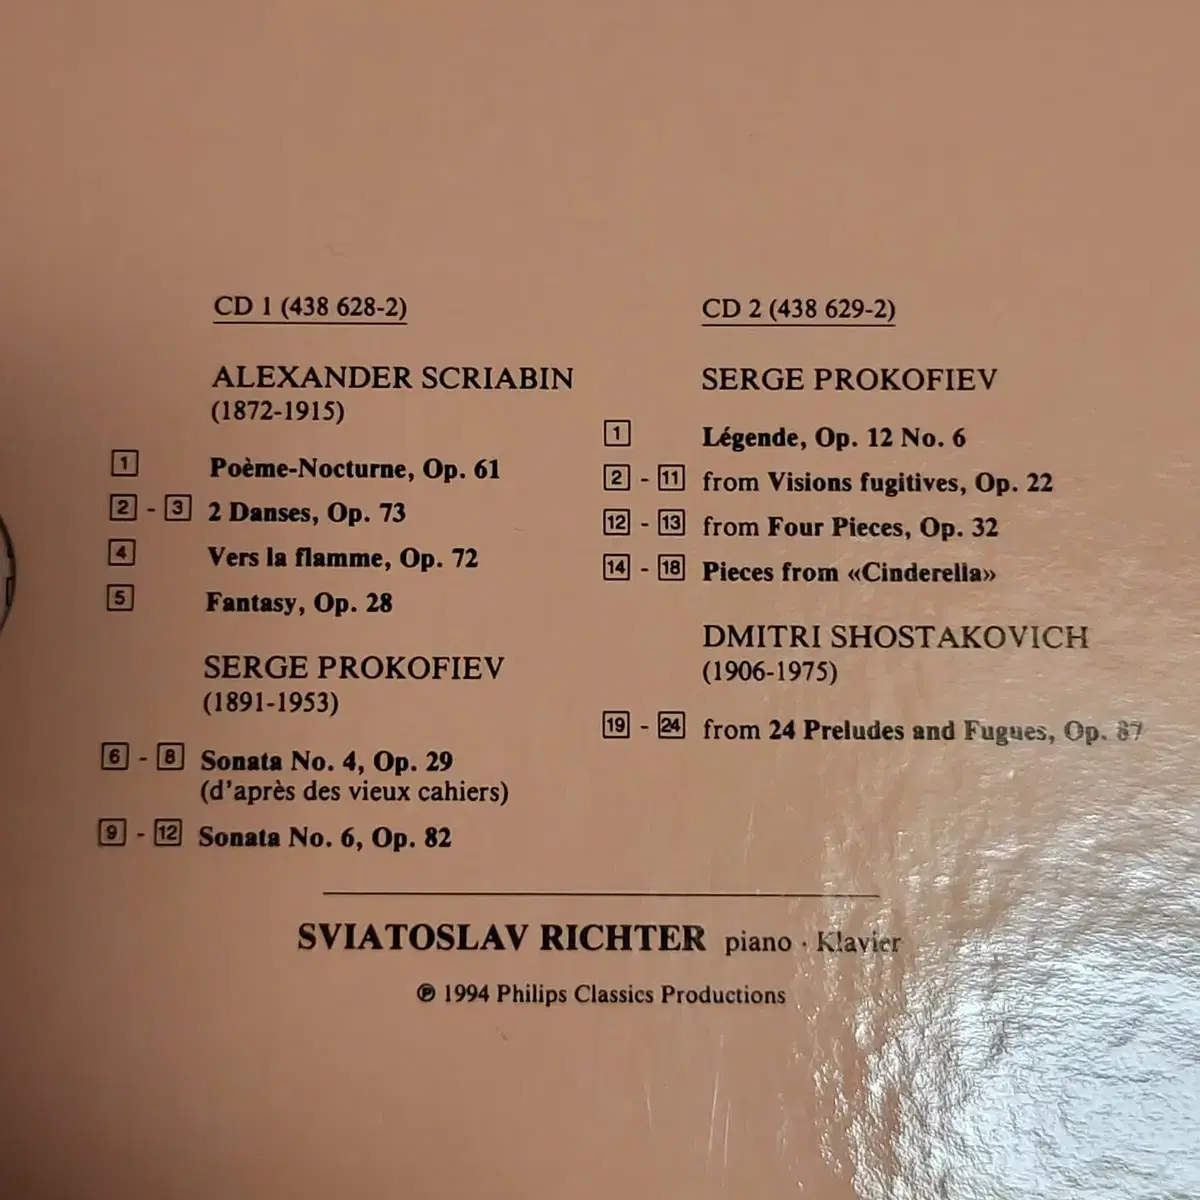 CD 1 (438 628-2)
ALEXANDER SCRIABIN
(1872-1915)
1 Poème-Nocturne, Op. 61
2 - 3 2 Danses, Op. 73
4 Vers la flamme, Op. 72
5 Fantasy, Op. 28
SERGE PROKOFIEV
(1891-1953)
6 - 8 Sonata No. 4, Op. 29
(d'après des vieux cahiers)
9 - 12 Sonata No. 6, Op. 82
CD 2 (438 629-2)
SERGE PROKOFIEV
1 Légende, Op. 12 No. 6
2 - 11 from Visions fugitives, Op. 22
12 - 13 from Four Pieces, Op. 32
14 - 18 Pieces from «Cinderella»
DMITRI SHOSTAKOVICH
(1906-1975)
19 - 24 from 24 Preludes and Fugues, Op. 87
SVIATOSLAV RICHTER piano · Klavier
℗ 1994 Philips Classics Productions